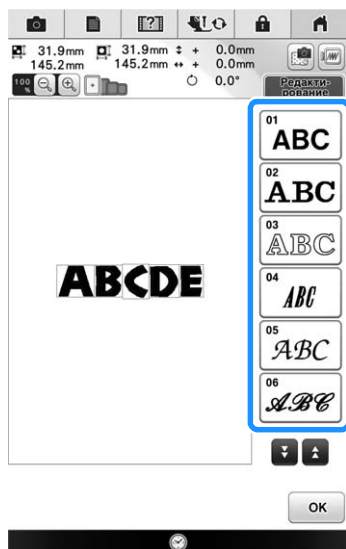 31.9mm 31.9mm + 0.0mm
145.2mm 145.2mm + 0.0mm
100 % 0.0°
Редакти-
рование
01
ABC
02
ABC
03
ABC
ABCDE
04
ABC
05
ABC
06
ABC
OK